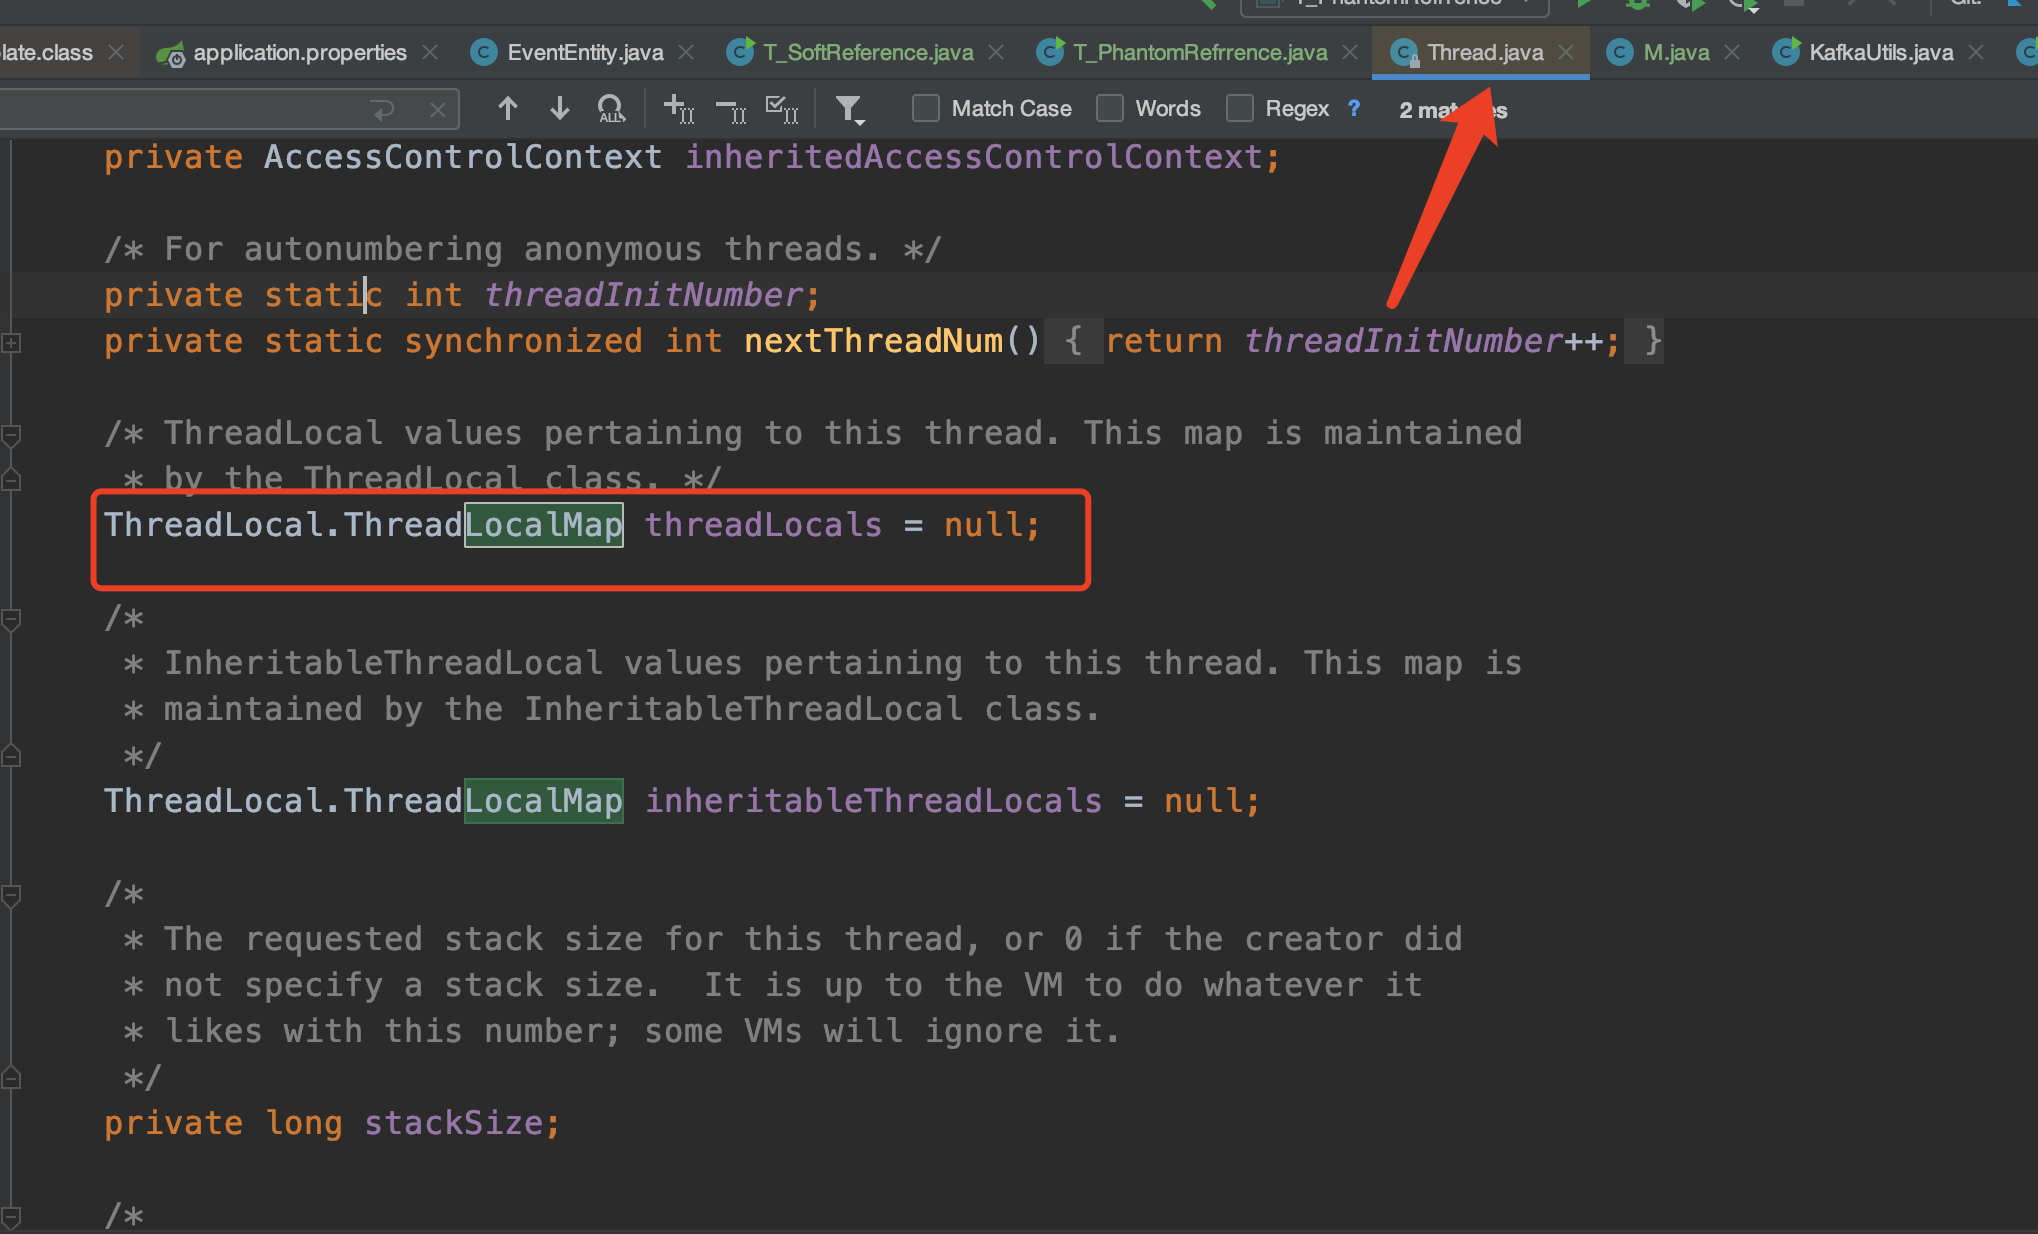 Git:
late.class application.properties EventEntity.java T_SoftReference.java T_PhantomRefrrence.java Thread.java M.java KafkaUtils.java
Match Case Words Regex ? 2 matches
private AccessControlContext inheritedAccessControlContext;
/* For autonumbering anonymous threads. */
private static int threadInitNumber;
private static synchronized int nextThreadNum() { return threadInitNumber++; }
/* ThreadLocal values pertaining to this thread. This map is maintained
* by the ThreadLocal class. */
ThreadLocal.ThreadLocalMap threadLocals = null;
/*
* InheritableThreadLocal values pertaining to this thread. This map is
* maintained by the InheritableThreadLocal class.
*/
ThreadLocal.ThreadLocalMap inheritableThreadLocals = null;
/*
* The requested stack size for this thread, or 0 if the creator did
* not specify a stack size.  It is up to the VM to do whatever it
* likes with this number; some VMs will ignore it.
*/
private long stackSize;
/*